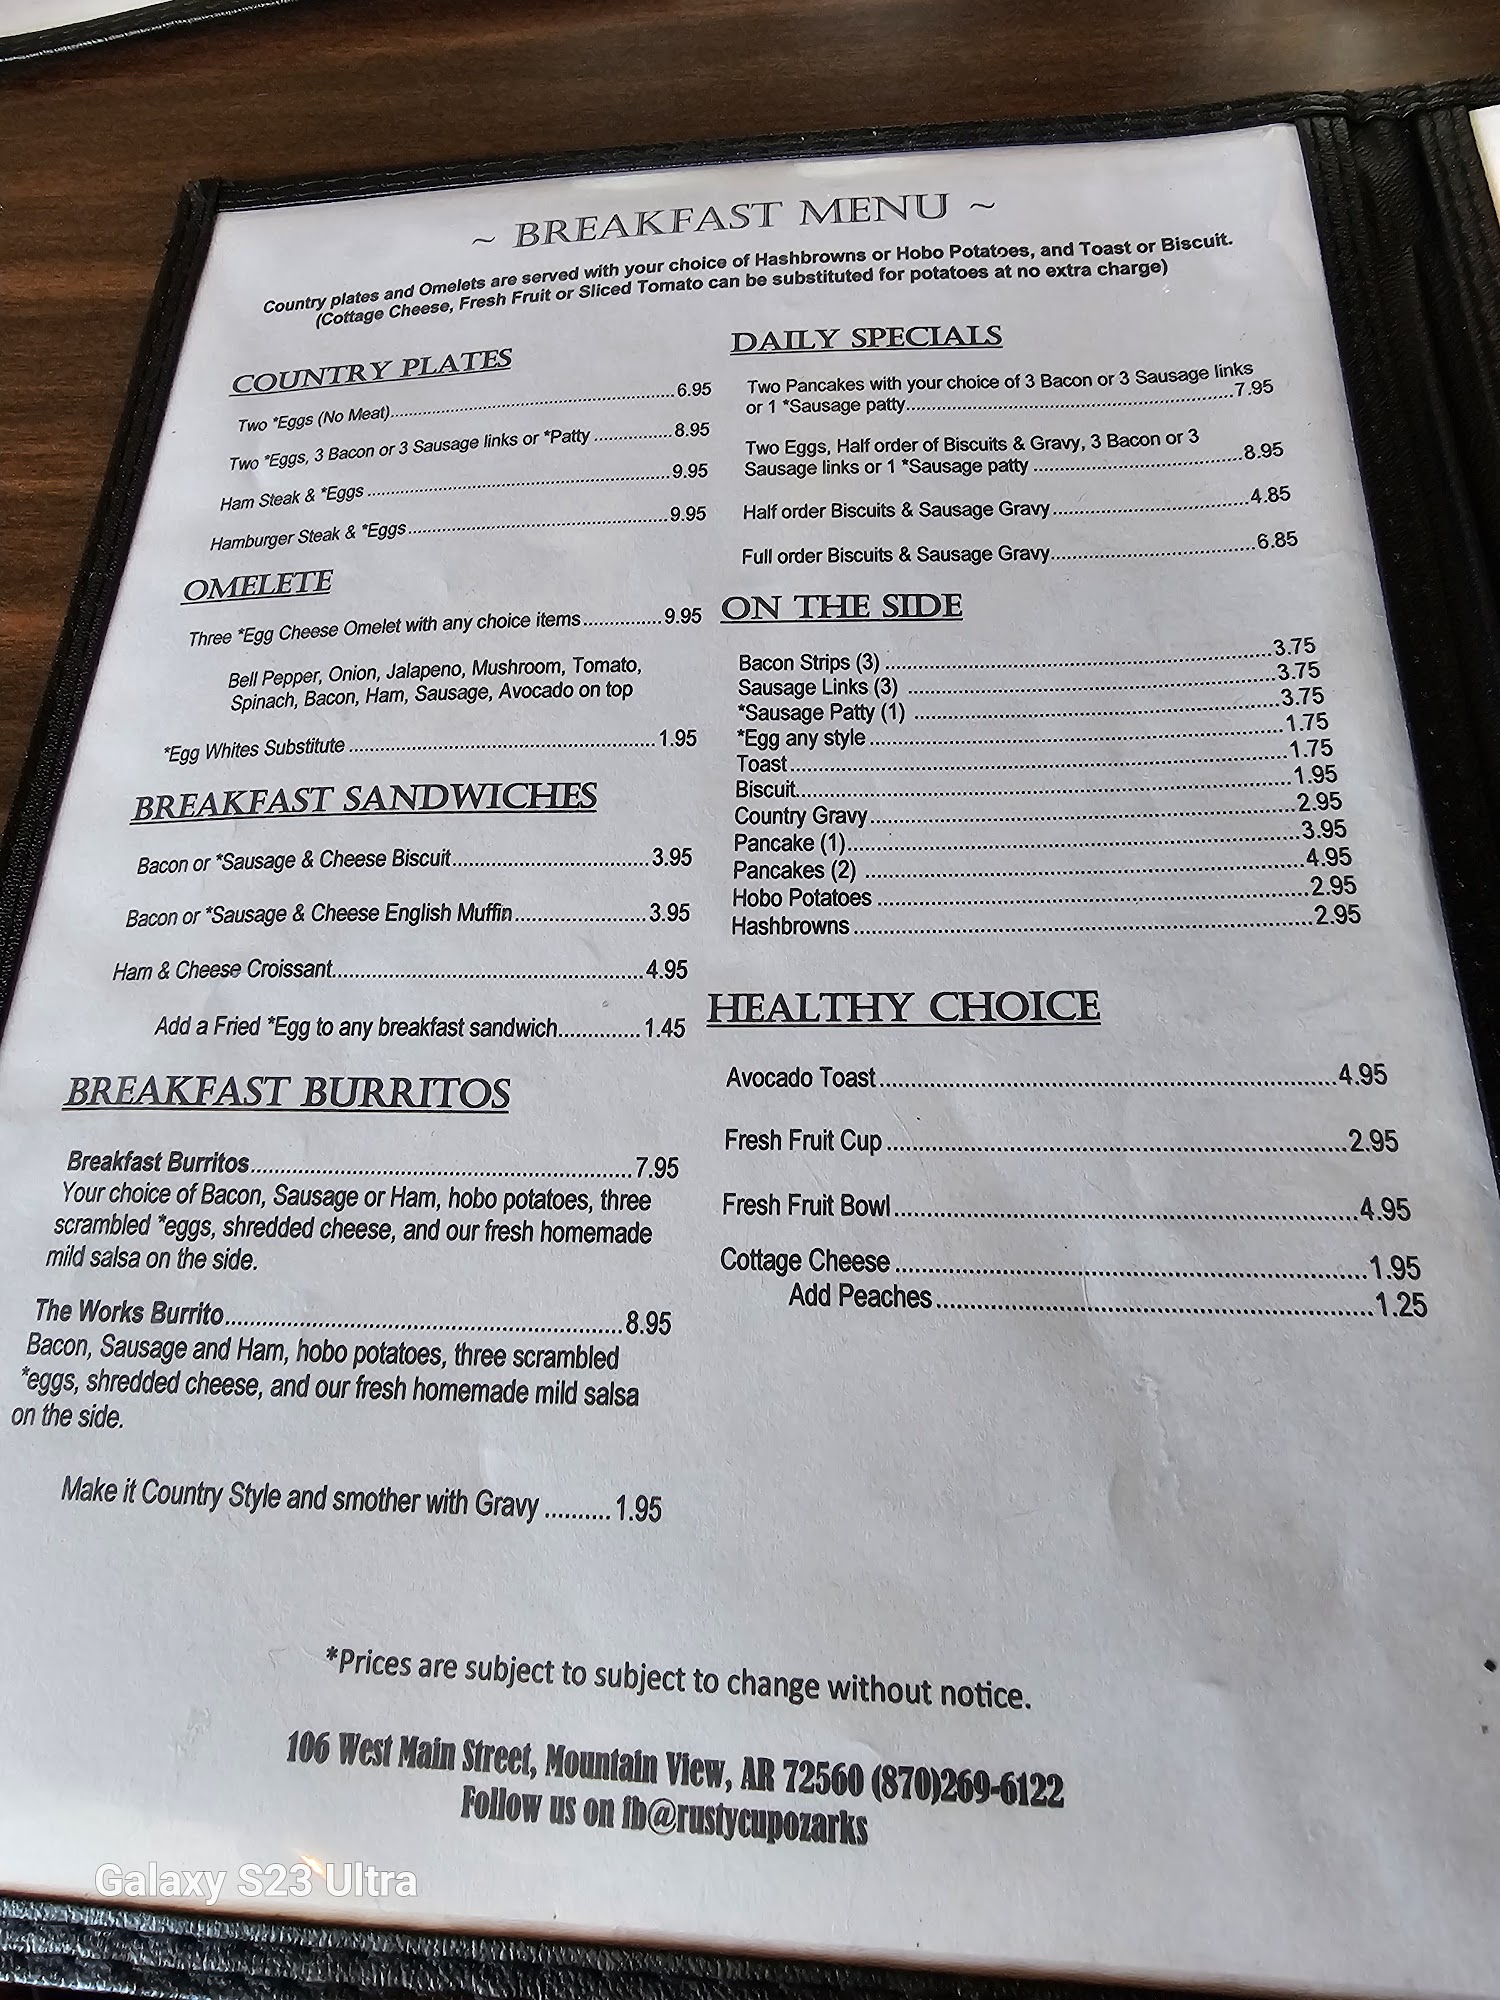 ~ BREAKFAST MENU ~
Country plates and Omelets are served with your choice of Hashbrowns or Hobo Potatoes, and Toast or Biscuit.
(Cottage Cheese, Fresh Fruit or Sliced Tomato can be substituted for potatoes at no extra charge)
COUNTRY PLATES
Two *Eggs (No Meat)..........6.95
Two *Eggs, 3 Bacon or 3 Sausage links or *Patty ..........8.95
Ham Steak & *Eggs ..........9.95
Hamburger Steak & *Eggs..........9.95
OMELETE
Three *Egg Cheese Omelet with any choice items..........9.95
Bell Pepper, Onion, Jalapeno, Mushroom, Tomato,
Spinach, Bacon, Ham, Sausage, Avocado on top
*Egg Whites Substitute ..........1.95
BREAKFAST SANDWICHES
Bacon or *Sausage & Cheese Biscuit..........3.95
Bacon or *Sausage & Cheese English Muffin..........3.95
Ham & Cheese Croissant..........4.95
Add a Fried *Egg to any breakfast sandwich..........1.45
BREAKFAST BURRITOS
Breakfast Burritos..........7.95
Your choice of Bacon, Sausage or Ham, hobo potatoes, three
scrambled *eggs, shredded cheese, and our fresh homemade
mild salsa on the side.
The Works Burrito..........8.95
Bacon, Sausage and Ham, hobo potatoes, three scrambled
*eggs, shredded cheese, and our fresh homemade mild salsa
on the side.
Make it Country Style and smother with Gravy ..........1.95
DAILY SPECIALS
Two Pancakes with your choice of 3 Bacon or 3 Sausage links
or 1 *Sausage patty..........7.95
Two Eggs, Half order of Biscuits & Gravy, 3 Bacon or 3
Sausage links or 1 *Sausage patty ..........8.95
Half order Biscuits & Sausage Gravy..........4.85
Full order Biscuits & Sausage Gravy..........6.85
ON THE SIDE
Bacon Strips (3) ..........3.75
Sausage Links (3) ..........3.75
*Sausage Patty (1) ..........3.75
*Egg any style ..........1.75
Toast..........1.75
Biscuit..........1.95
Country Gravy..........2.95
Pancake (1)..........3.95
Pancakes (2) ..........4.95
Hobo Potatoes ..........2.95
Hashbrowns ..........2.95
HEALTHY CHOICE
Avocado Toast..........4.95
Fresh Fruit Cup ..........2.95
Fresh Fruit Bowl..........4.95
Cottage Cheese ..........1.95
Add Peaches..........1.25
*Prices are subject to subject to change without notice.
106 West Main Street, Mountain View, AR 72560 (870)269-6122
Follow us on fb@rustycupozarks
Galaxy S23 Ultra